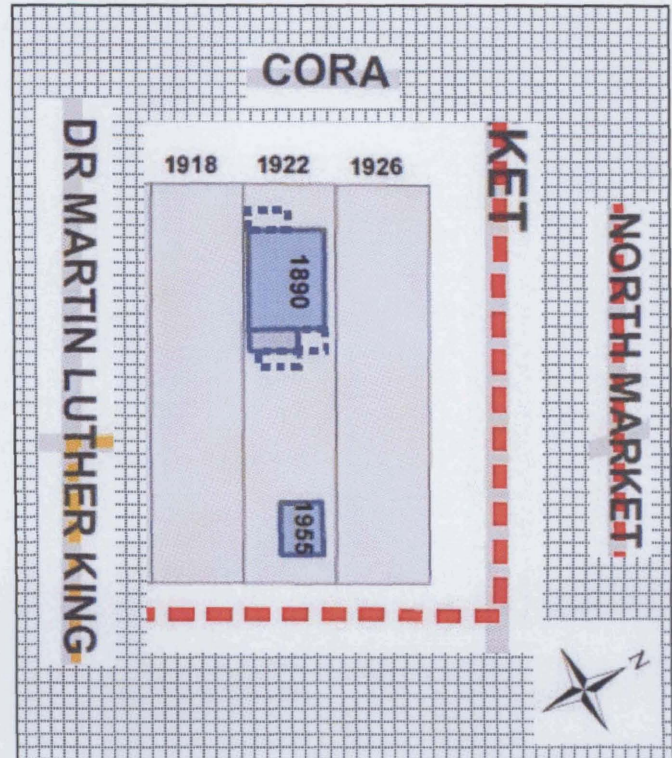 CORA
DR MARTIN LUTHER KING
1918 1922 1926
KET
NORTH MARKET
1890
1955
N